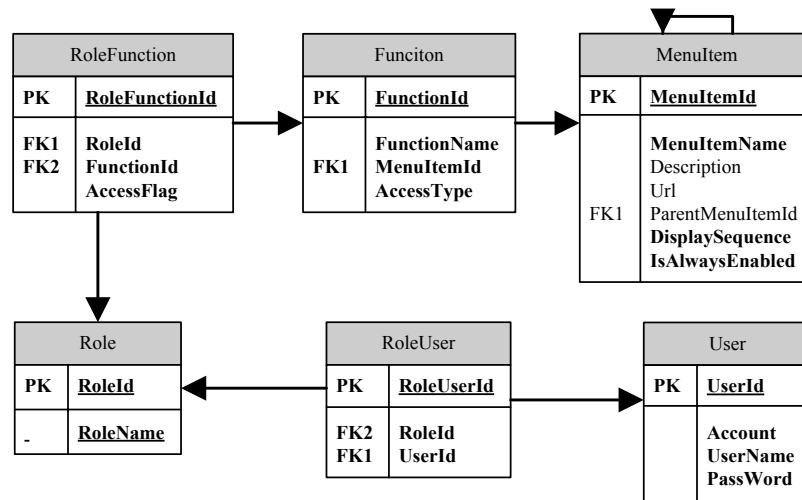 RoleFunction
PK RoleFunctionId
FK1 RoleId
FK2 FunctionId
AccessFlag
Funciton
PK FunctionId
FunctionName
FK1 MenuItemId
AccessType
MenuItem
PK MenuItemId
MenuItemName
Description
Url
FK1 ParentMenuItemId
DisplaySequence
IsAlwaysEnabled
Role
PK RoleId
- RoleName
RoleUser
PK RoleUserId
FK2 RoleId
FK1 UserId
User
PK UserId
Account
UserName
PassWord